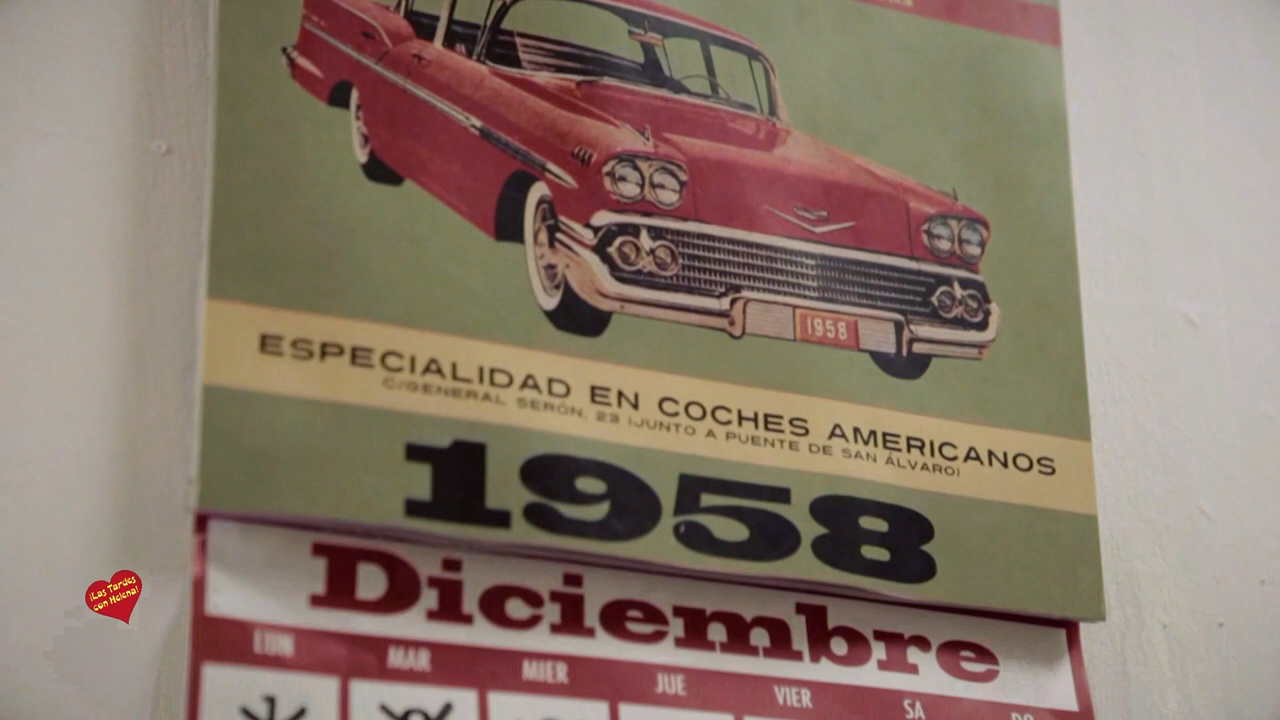 1958
ESPECIALIDAD EN COCHES AMERICANOS
C/GENERAL SERÓN, 23 (JUNTO A PUENTE DE SAN ÁLVARO)
1958
Diciembre
LUN MAR MIER JUE VIER SA
¡Las Tardes
con Helena!